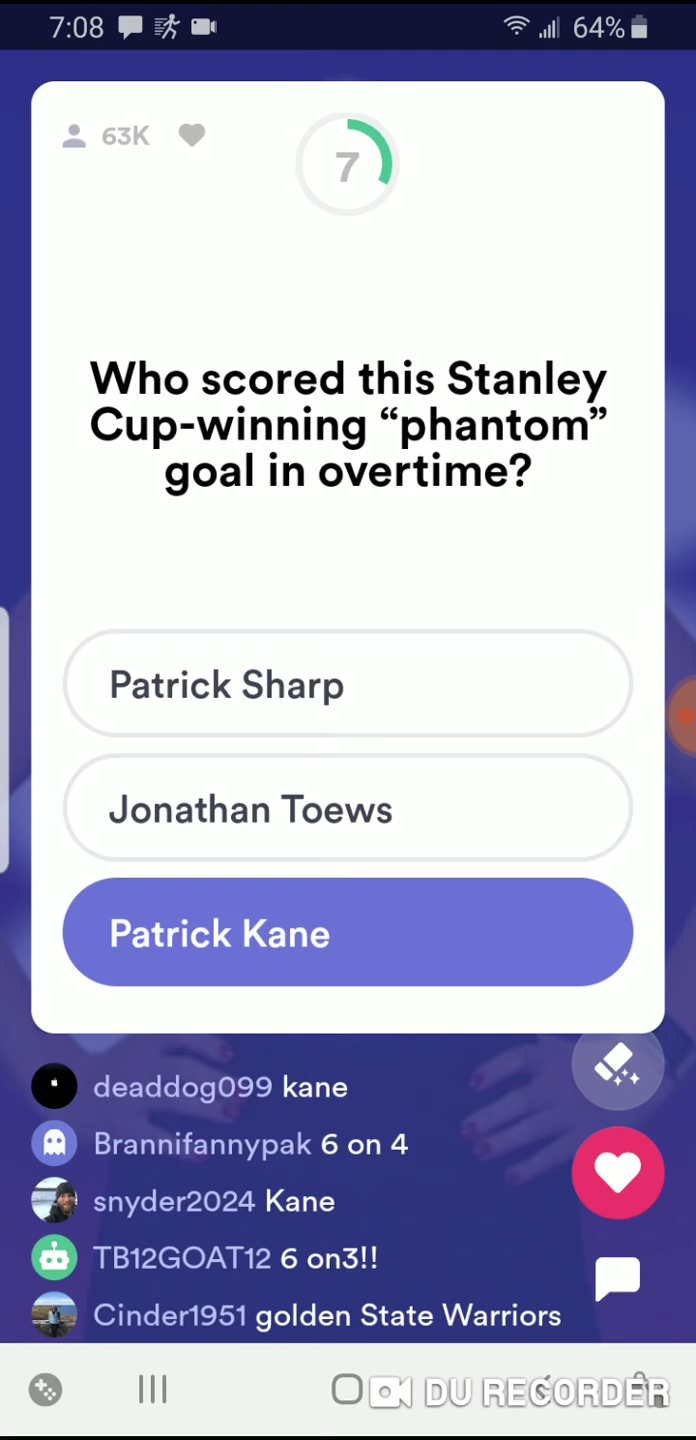 7:08 64%
63K
7
Who scored this Stanley
Cup-winning “phantom”
goal in overtime?
Patrick Sharp
Jonathan Toews
Patrick Kane
deaddog099 kane
Brannifannypak 6 on 4
snyder2024 Kane
TB12GOAT12 6 on3!!
Cinder1951 golden State Warriors
DU RECORDER